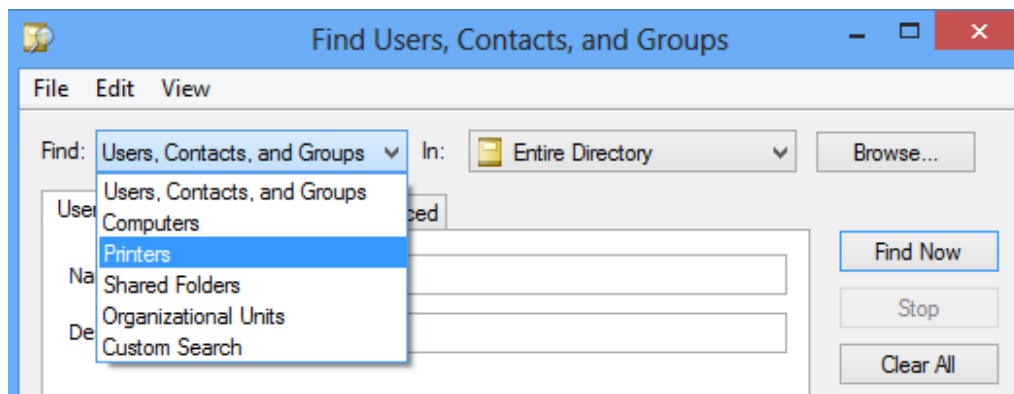 Find Users, Contacts, and Groups
File Edit View
Find: Users, Contacts, and Groups In: Entire Directory Browse...
Users, Contacts, and Groups
Computers
Printers
Shared Folders
Organizational Units
Custom Search
Find Now
Stop
Clear All